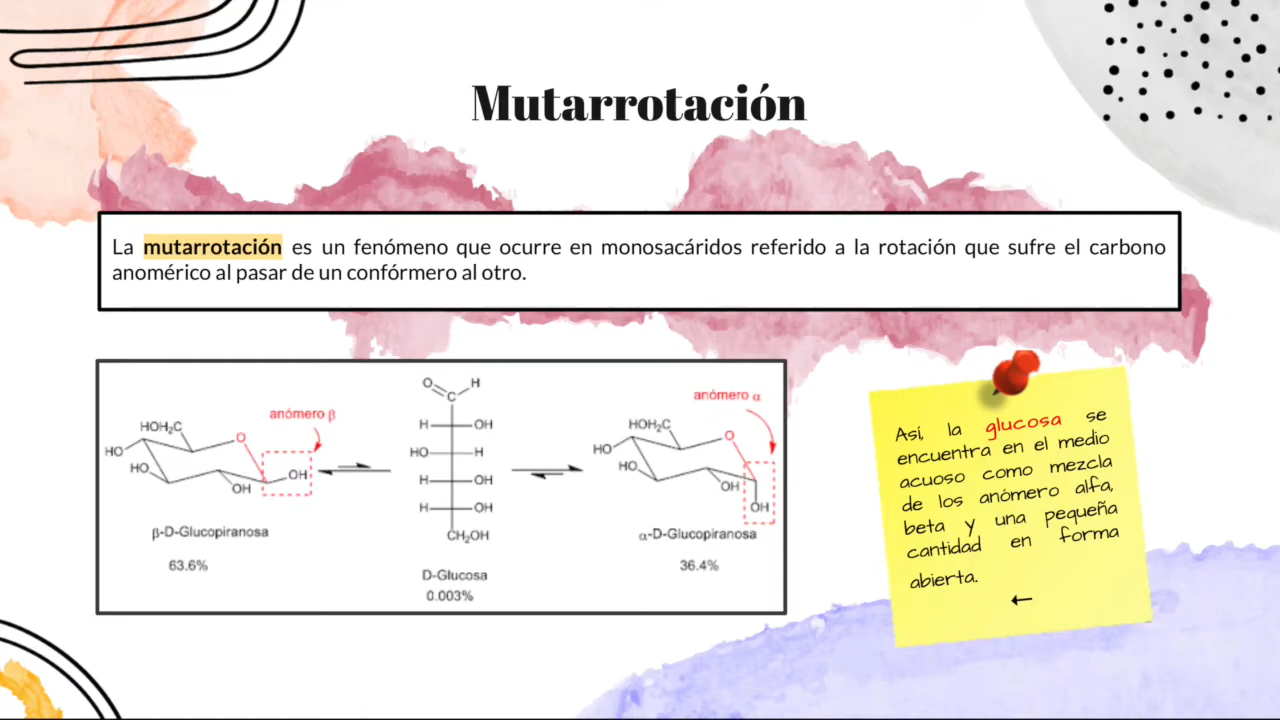 Mutarrotación
La mutarrotación es un fenómeno que ocurre en monosacáridos referido a la rotación que sufre el carbono
anomérico al pasar de un confórmero al otro.
anómero β
HOH₂C
O
HO
HO
OH
OH
β-D-Glucopiranosa
63.6%
O
H
C
H
OH
HO
H
H
OH
H
OH
CH₂OH
D-Glucosa
0.003%
anómero α
HOH₂C
O
HO
HO
OH
OH
α-D-Glucopiranosa
36.4%
Asi, la glucosa se
encuentra en el medio
acuoso como mezcla
de los anómero alfa,
beta y una pequeña
cantidad en forma
abierta.
←